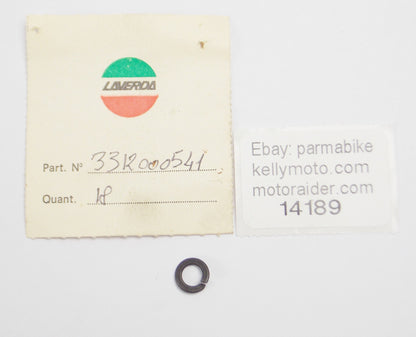 LAVERDA
Part. N° 3312000541
Quant. 18
Ebay: parmabike
kellymoto.com
motoraider.com
14189